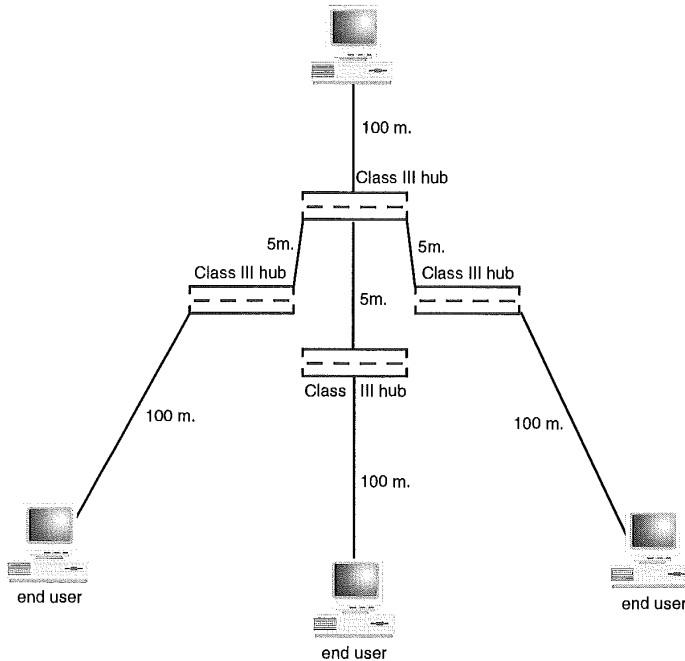 100 m.
Class III hub
5m.
5m.
Class III hub
Class III hub
5m.
Class III hub
100 m.
100 m.
100 m.
end user
end user
end user